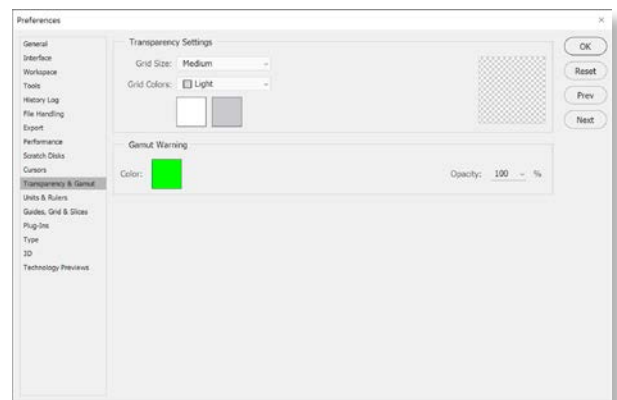 Preferences
General
Interface
Workspace
Tools
History Log
File Handling
Export
Performance
Scratch Disks
Cursors
Transparency & Gamut
Units & Rulers
Guides, Grid & Slices
Plug-Ins
Type
3D
Technology Previews
Transparency Settings
Grid Size: Medium
Grid Colors: Light
Gamut Warning
Color:
Opacity: 100 %
OK
Reset
Prev
Next